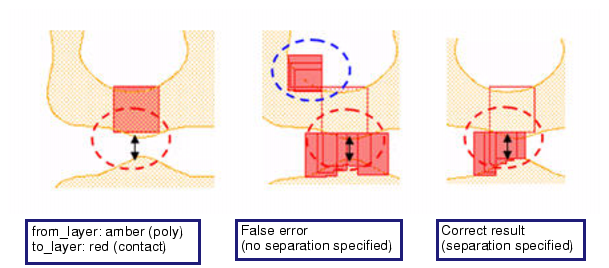 from_layer: amber (poly)
to_layer: red (contact)
False error
(no separation specified)
Correct result
(separation specified)